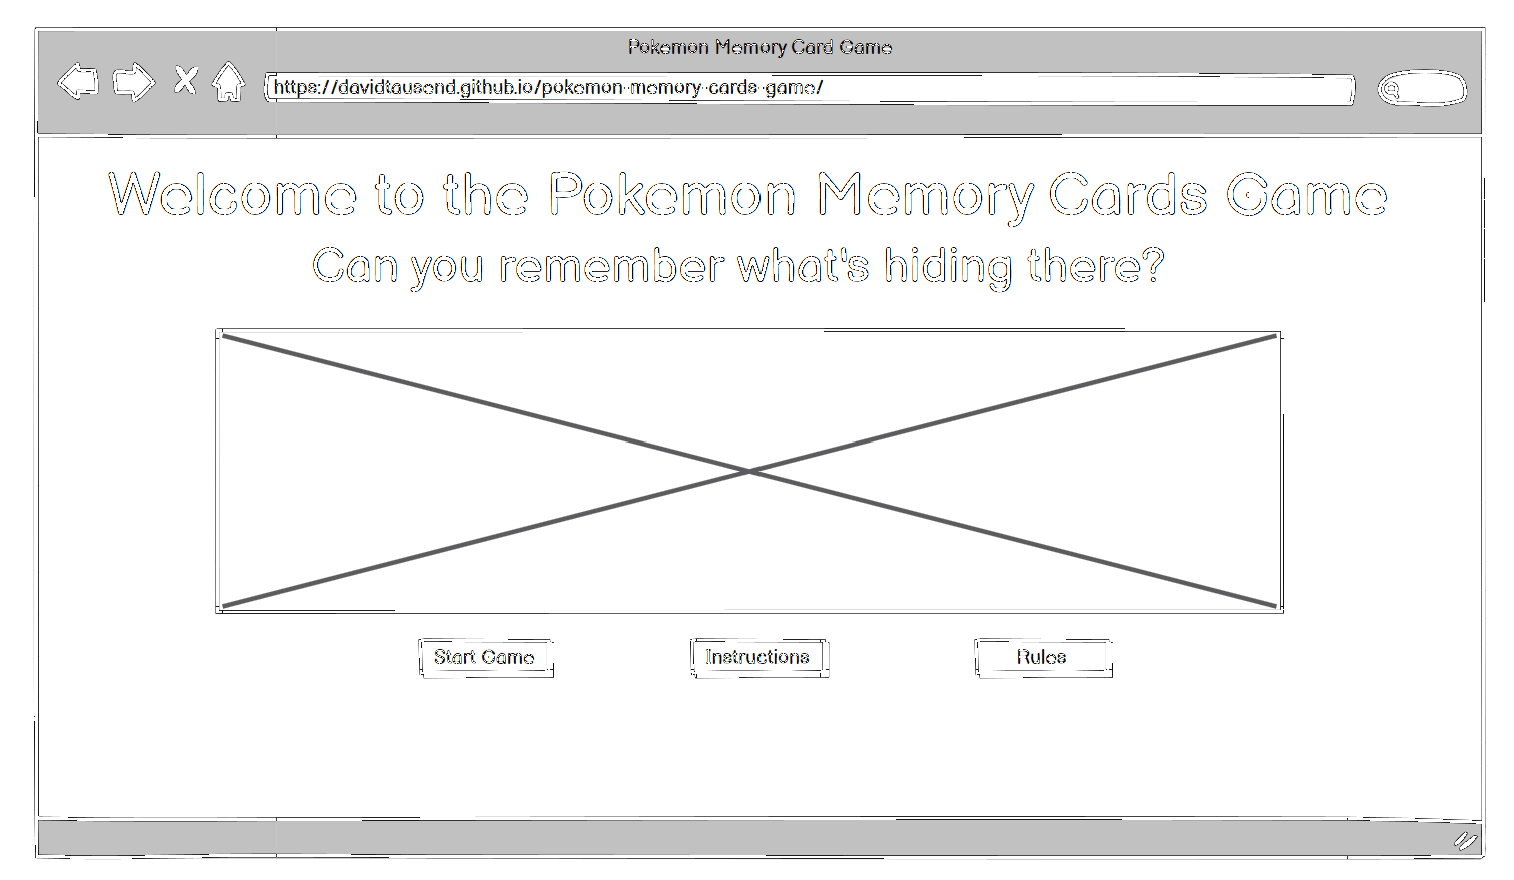 Pokemon Memory Card Game
https://davidtausend.github.io/pokemon-memory-cards-game/
Welcome to the Pokemon Memory Cards Game
Can you remember what's hiding there?
Start Game
Instructions
Rules